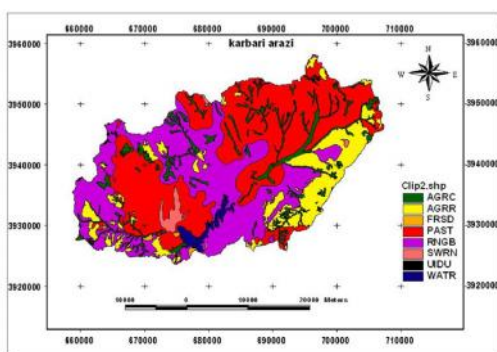 660000 670000 680000 690000 700000 710000
karbari arazi
3960000 3960000
N
W E
S
3950000
3940000 3940000
Clip2.shp
AGRC
AGRR
FRSD
PAST
RNGB
SWRN
UIDU
WATR
3930000 3930000
3920000 3920000
10000 0 10000 20000 Meters
660000 670000 680000 690000 700000 710000